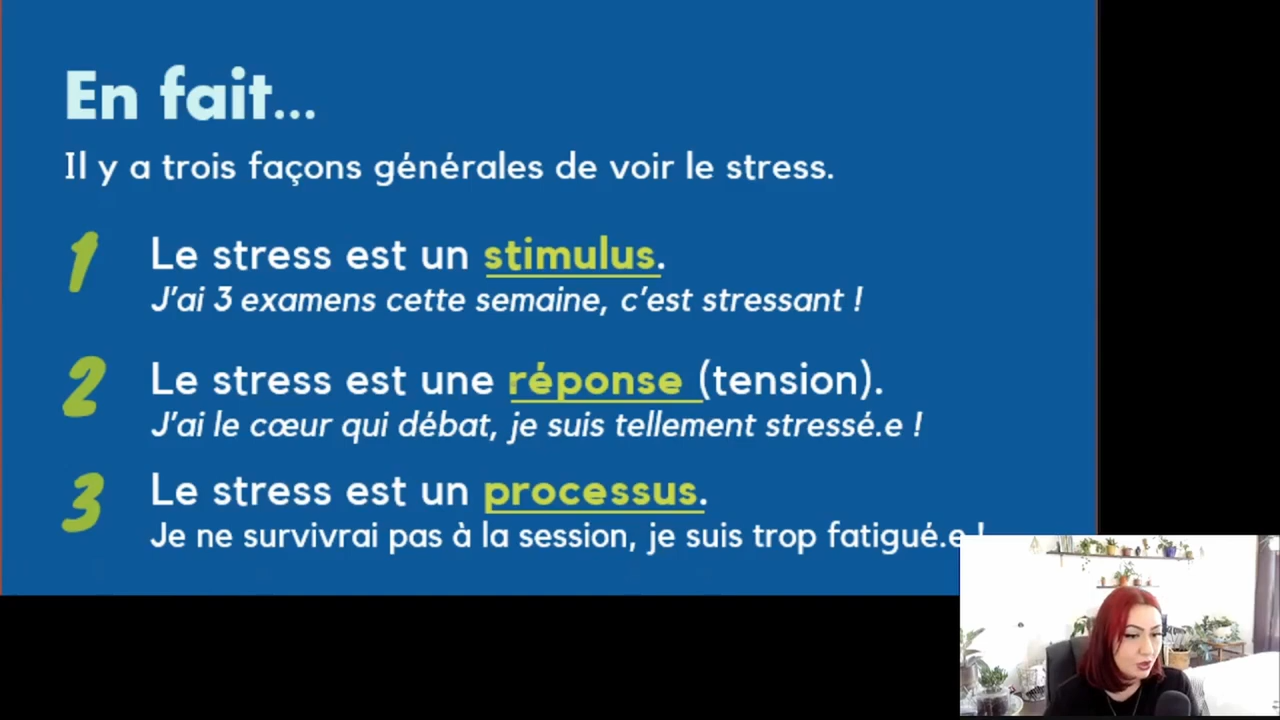 En fait...
Il y a trois façons générales de voir le stress.
1
Le stress est un stimulus.
J'ai 3 examens cette semaine, c'est stressant !
2
Le stress est une réponse (tension).
J'ai le cœur qui débat, je suis tellement stressé.e !
3
Le stress est un processus.
Je ne survivrai pas à la session, je suis trop fatigué.e !